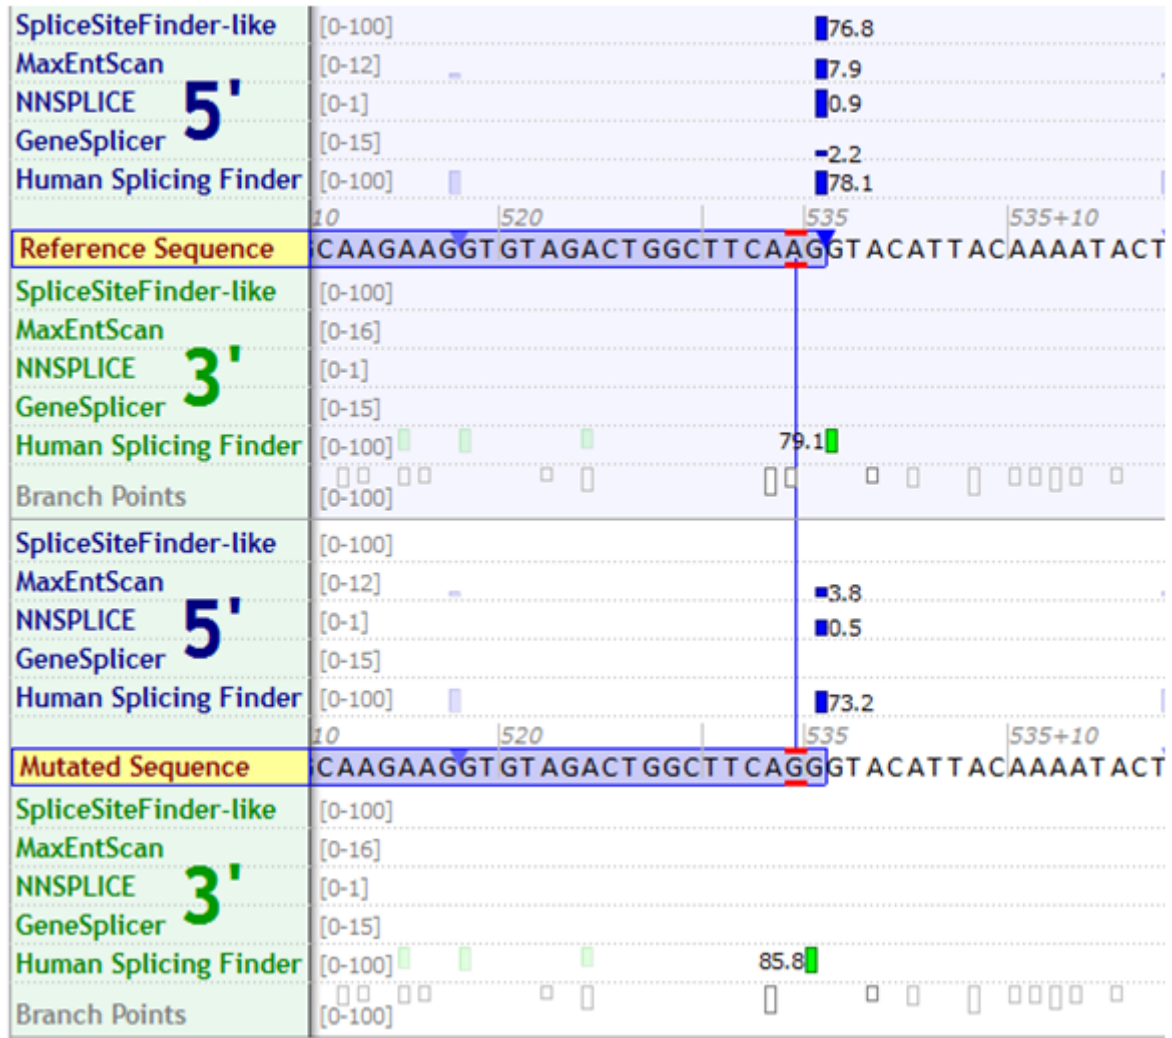 SpliceSiteFinder-like [0-100] 76.8
MaxEntScan [0-12] 7.9
NNSPLICE 5' [0-1] 0.9
GeneSplicer [0-15] 2.2
Human Splicing Finder [0-100] 78.1
10 520 535 535+10
Reference Sequence CAAGAAGGTGTAGACTGGCTTCAAGGTACATTACAAAATACT
SpliceSiteFinder-like [0-100]
MaxEntScan [0-16]
NNSPLICE 3' [0-1]
GeneSplicer [0-15]
Human Splicing Finder [0-100] 79.1
Branch Points [0-100]
SpliceSiteFinder-like [0-100]
MaxEntScan [0-12] 3.8
NNSPLICE 5' [0-1] 0.5
GeneSplicer [0-15]
Human Splicing Finder [0-100] 73.2
10 520 535 535+10
Mutated Sequence CAAGAAGGTGTAGACTGGCTTCAGGGTACATTACAAAATACT
SpliceSiteFinder-like [0-100]
MaxEntScan [0-16]
NNSPLICE 3' [0-1]
GeneSplicer [0-15]
Human Splicing Finder [0-100] 85.8
Branch Points [0-100]